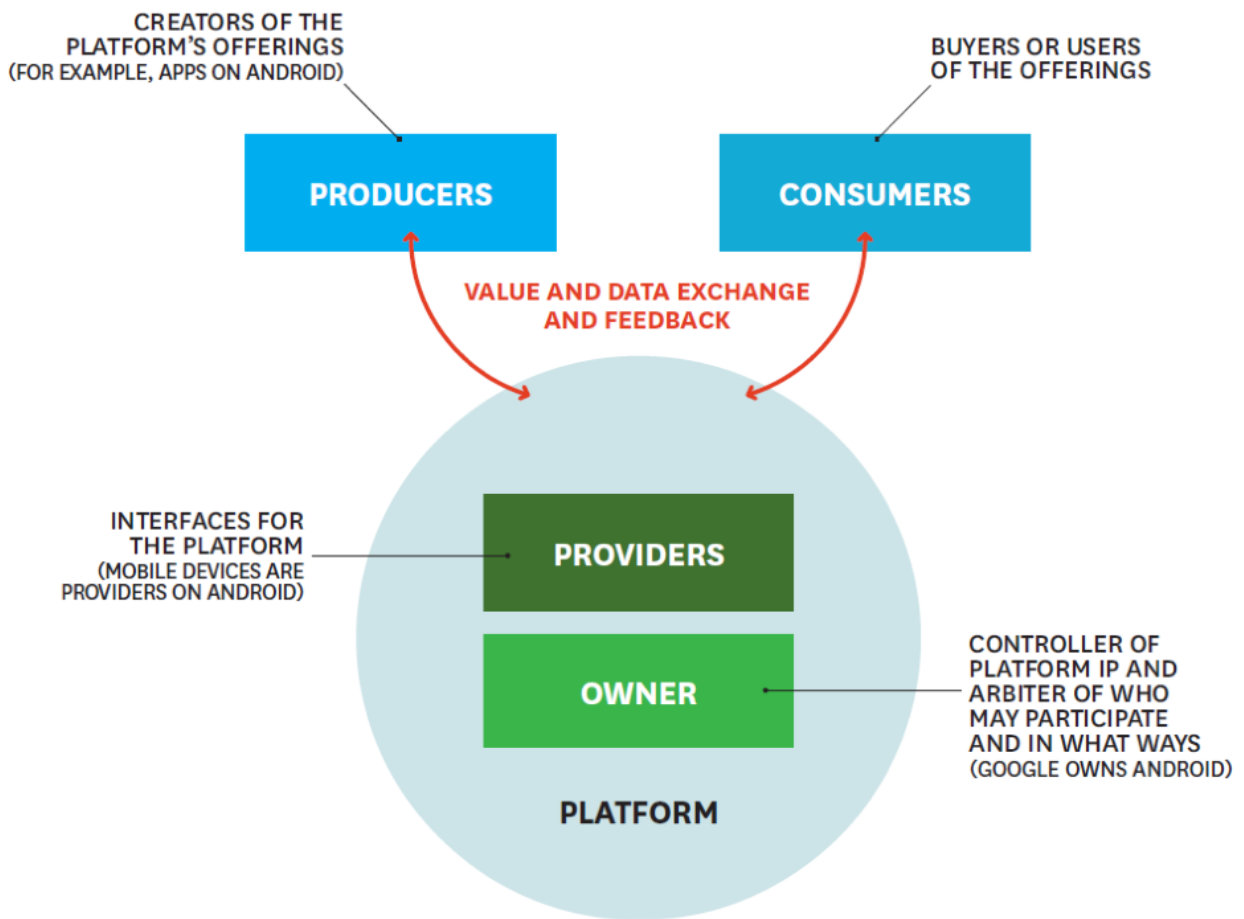 CREATORS OF THE
PLATFORM'S OFFERINGS
(FOR EXAMPLE, APPS ON ANDROID)
BUYERS OR USERS
OF THE OFFERINGS
PRODUCERS
CONSUMERS
VALUE AND DATA EXCHANGE
AND FEEDBACK
INTERFACES FOR
THE PLATFORM
(MOBILE DEVICES ARE
PROVIDERS ON ANDROID)
PROVIDERS
OWNER
CONTROLLER OF
PLATFORM IP AND
ARBITER OF WHO
MAY PARTICIPATE
AND IN WHAT WAYS
(GOOGLE OWNS ANDROID)
PLATFORM